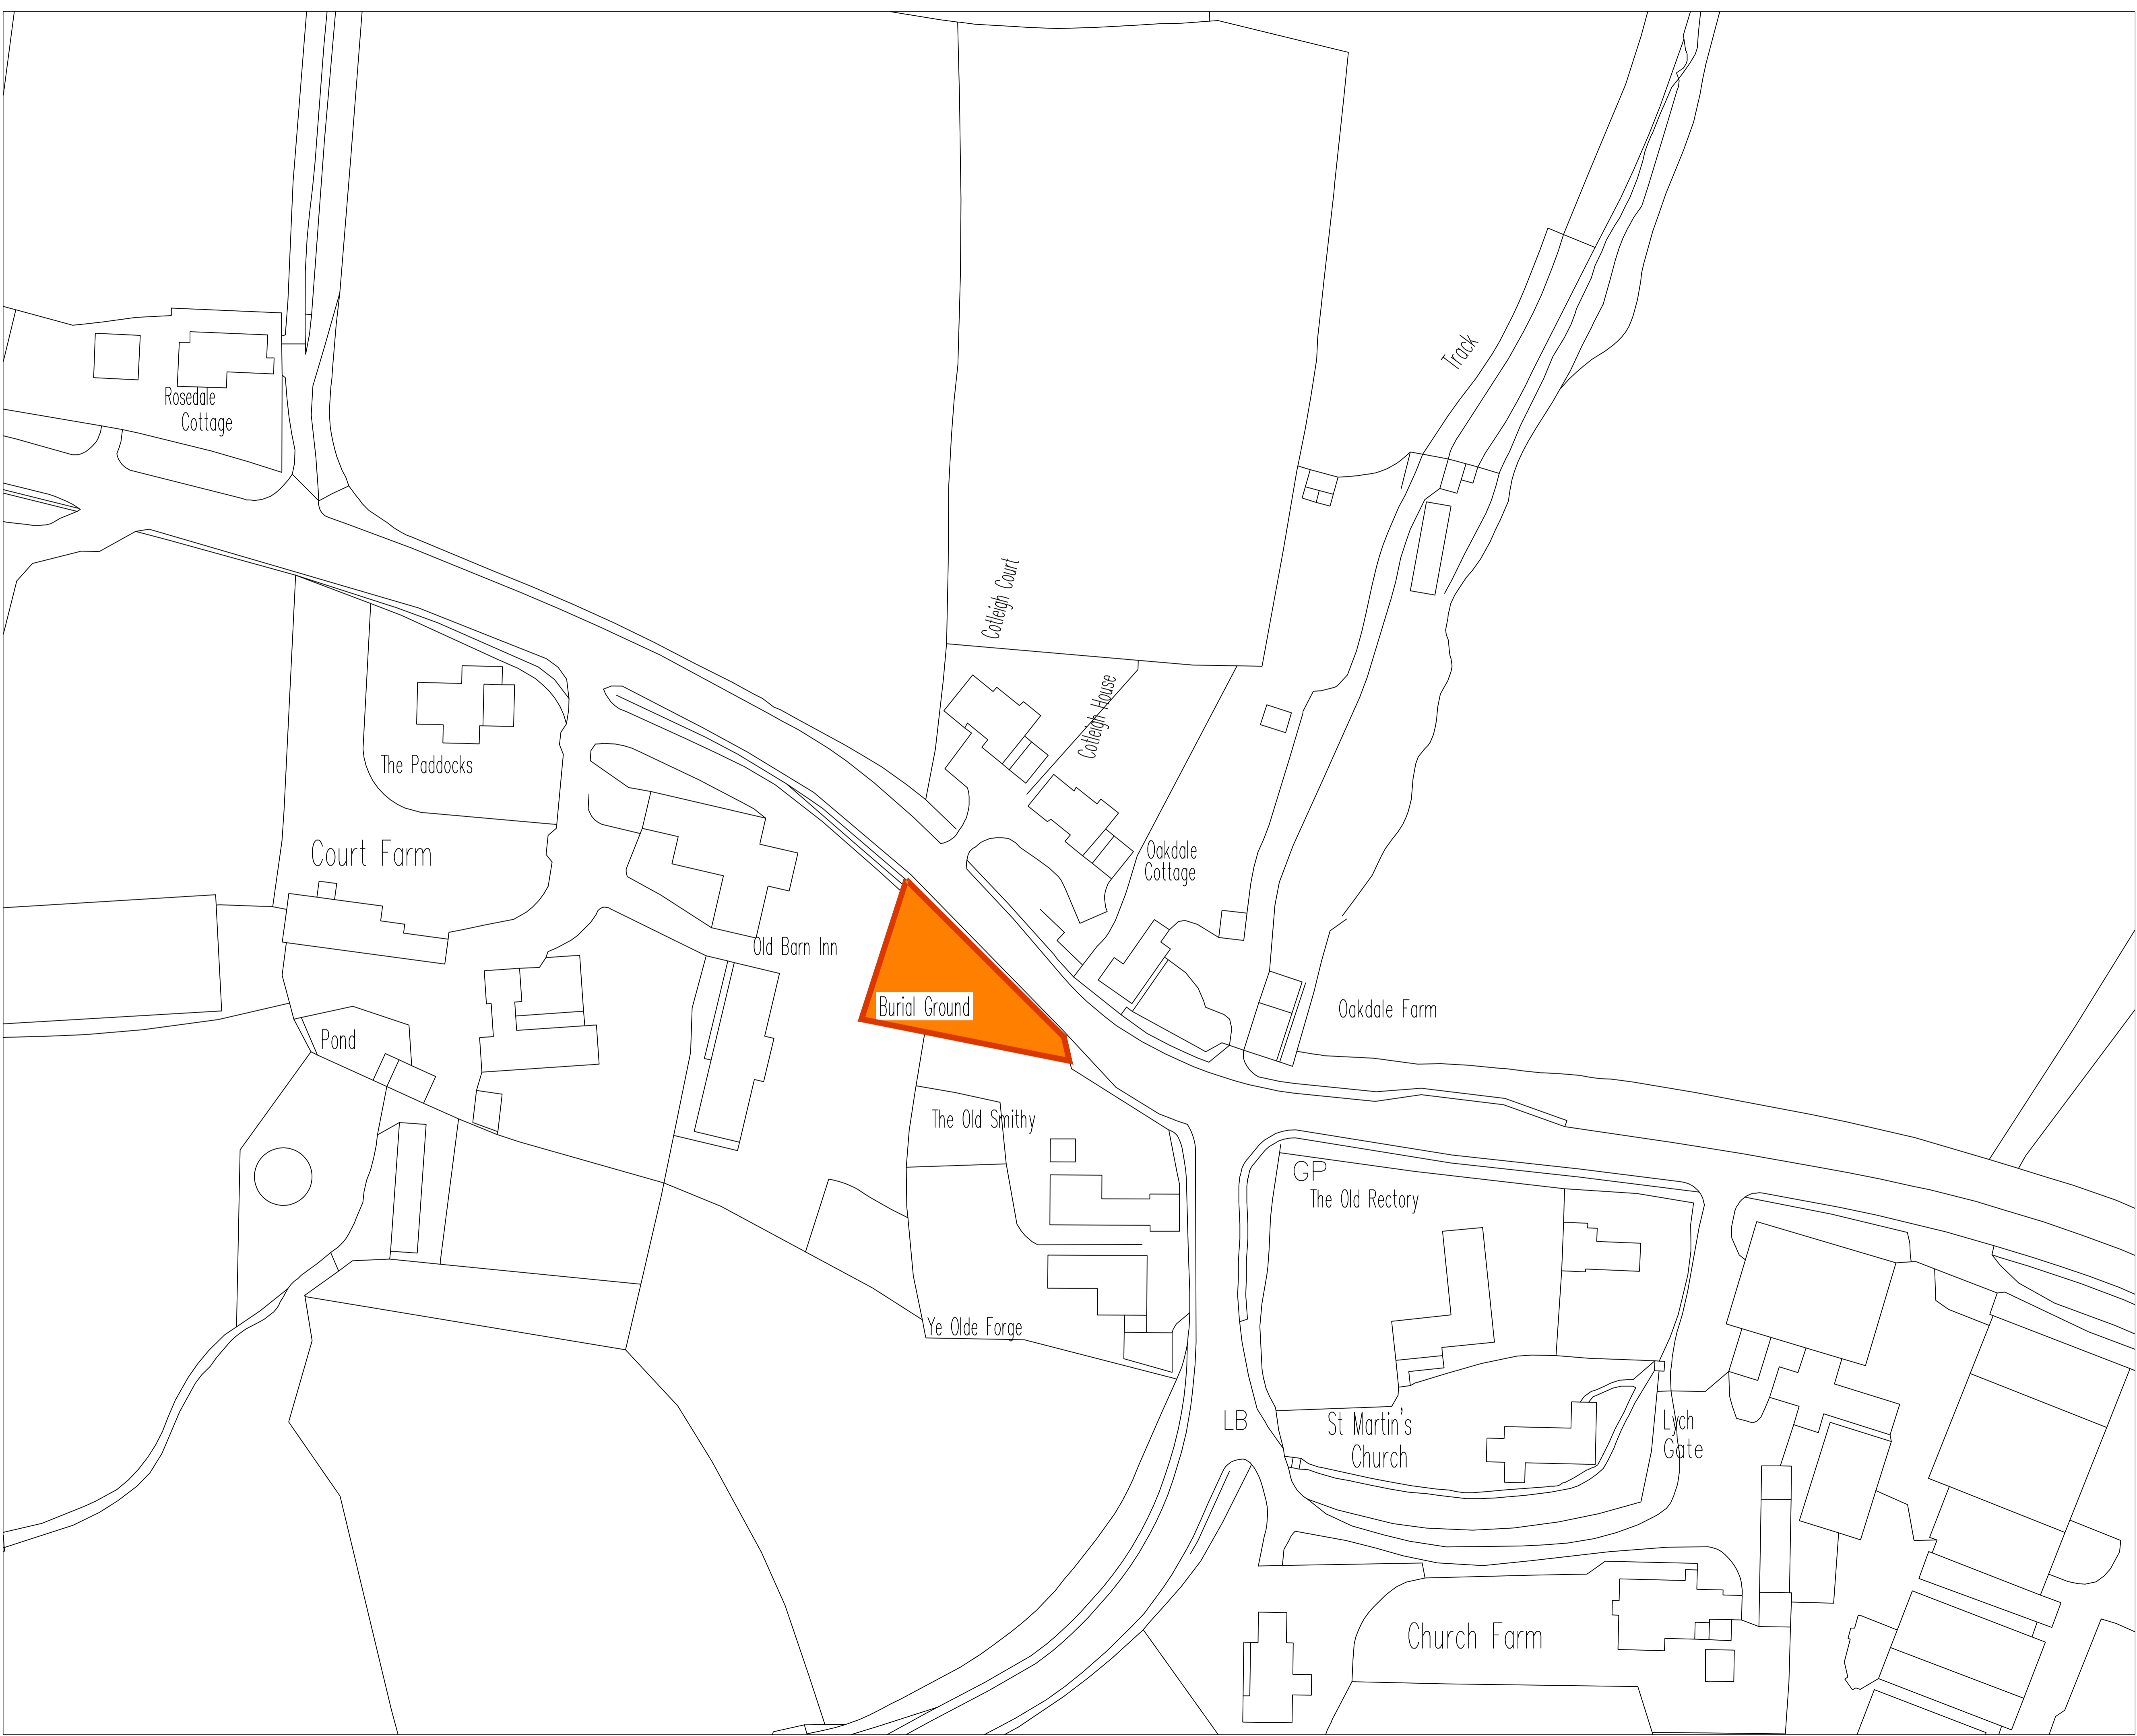 Track
Rosedale
Cottage
Cotleigh Court
Cotleigh House
The Paddocks
Court Farm
Oakdale
Cottage
Old Barn Inn
Burial Ground
Oakdale Farm
Pond
The Old Smithy
GP
The Old Rectory
Ye Olde Forge
LB
St Martin's
Church
Lych
Gate
Church Farm